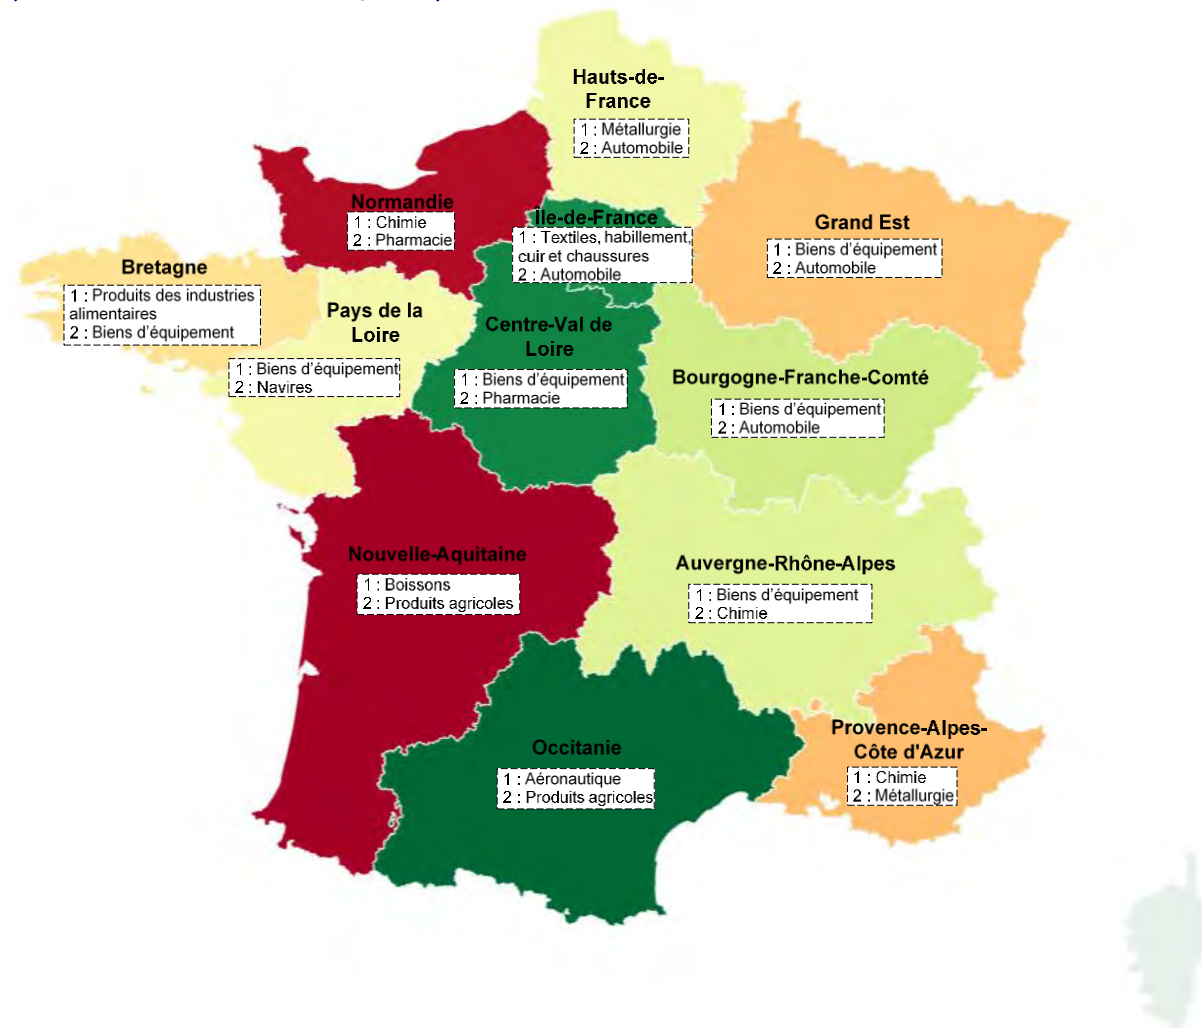 Hauts-de-
France
1 : Métallurgie
2 : Automobile
Normandie
1 : Chimie
2 : Pharmacie
Île-de-France
1 : Textiles, habillement,
cuir et chaussures
2 : Automobile
Grand Est
1 : Biens d'équipement
2 : Automobile
Bretagne
1 : Produits des industries
alimentaires
2 : Biens d'équipement
Pays de la
Loire
1 : Biens d'équipement
2 : Navires
Centre-Val de
Loire
1 : Biens d'équipement
2 : Pharmacie
Bourgogne-Franche-Comté
1 : Biens d'équipement
2 : Automobile
Nouvelle-Aquitaine
1 : Boissons
2 : Produits agricoles
Auvergne-Rhône-Alpes
1 : Biens d'équipement
2 : Chimie
Occitanie
1 : Aéronautique
2 : Produits agricoles
Provence-Alpes-
Côte d'Azur
1 : Chimie
2 : Métallurgie